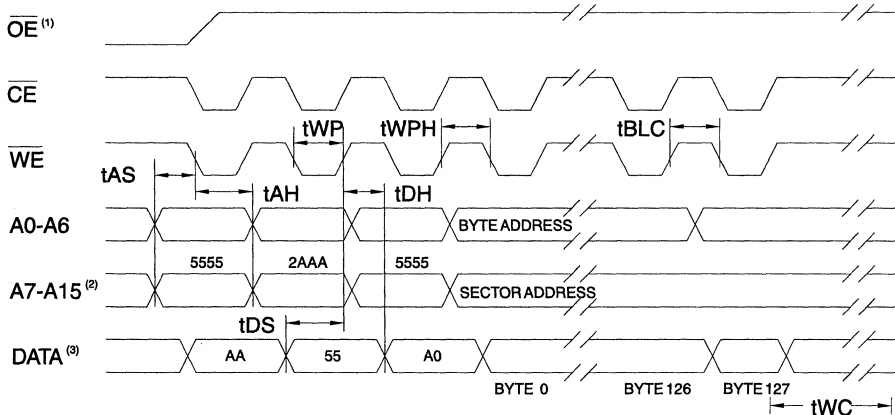 OE (1)
CE
tWP tWPH tBLC
WE
tAS tAH tDH
A0-A6 BYTE ADDRESS
5555 2AAA 5555
A7-A15 (2) SECTOR ADDRESS
tDS
DATA (3) AA 55 A0
BYTE 0 BYTE 126 BYTE 127
tWC